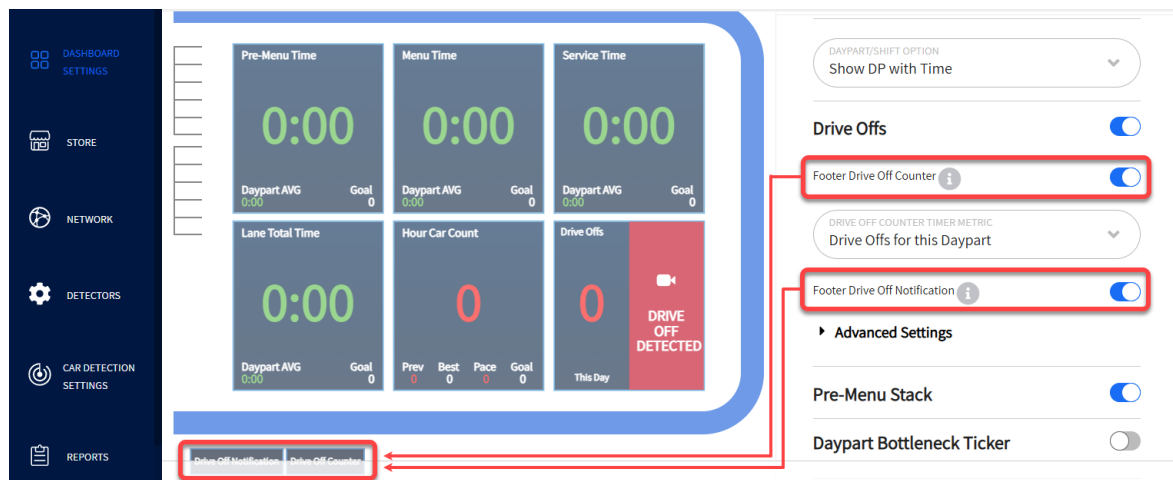 DASHBOARD
SETTINGS
STORE
NETWORK
DETECTORS
CAR DETECTION
SETTINGS
REPORTS
Pre-Menu Time
0:00
Daypart AVG Goal
0:00 0
Menu Time
0:00
Daypart AVG Goal
0:00 0
Service Time
0:00
Daypart AVG Goal
0:00 0
Lane Total Time
0:00
Daypart AVG Goal
0:00 0
Hour Car Count
0
Prev Best Pace Goal
0 0 0 0
Drive Offs
0
This Day
DRIVE
OFF
DETECTED
Drive Off Notification Drive Off Counter
DAYPART/SHIFT OPTION
Show DP with Time
Drive Offs
Footer Drive Off Counter i
DRIVE OFF COUNTER TIMER METRIC
Drive Offs for this Daypart
Footer Drive Off Notification i
Advanced Settings
Pre-Menu Stack
Daypart Bottleneck Ticker